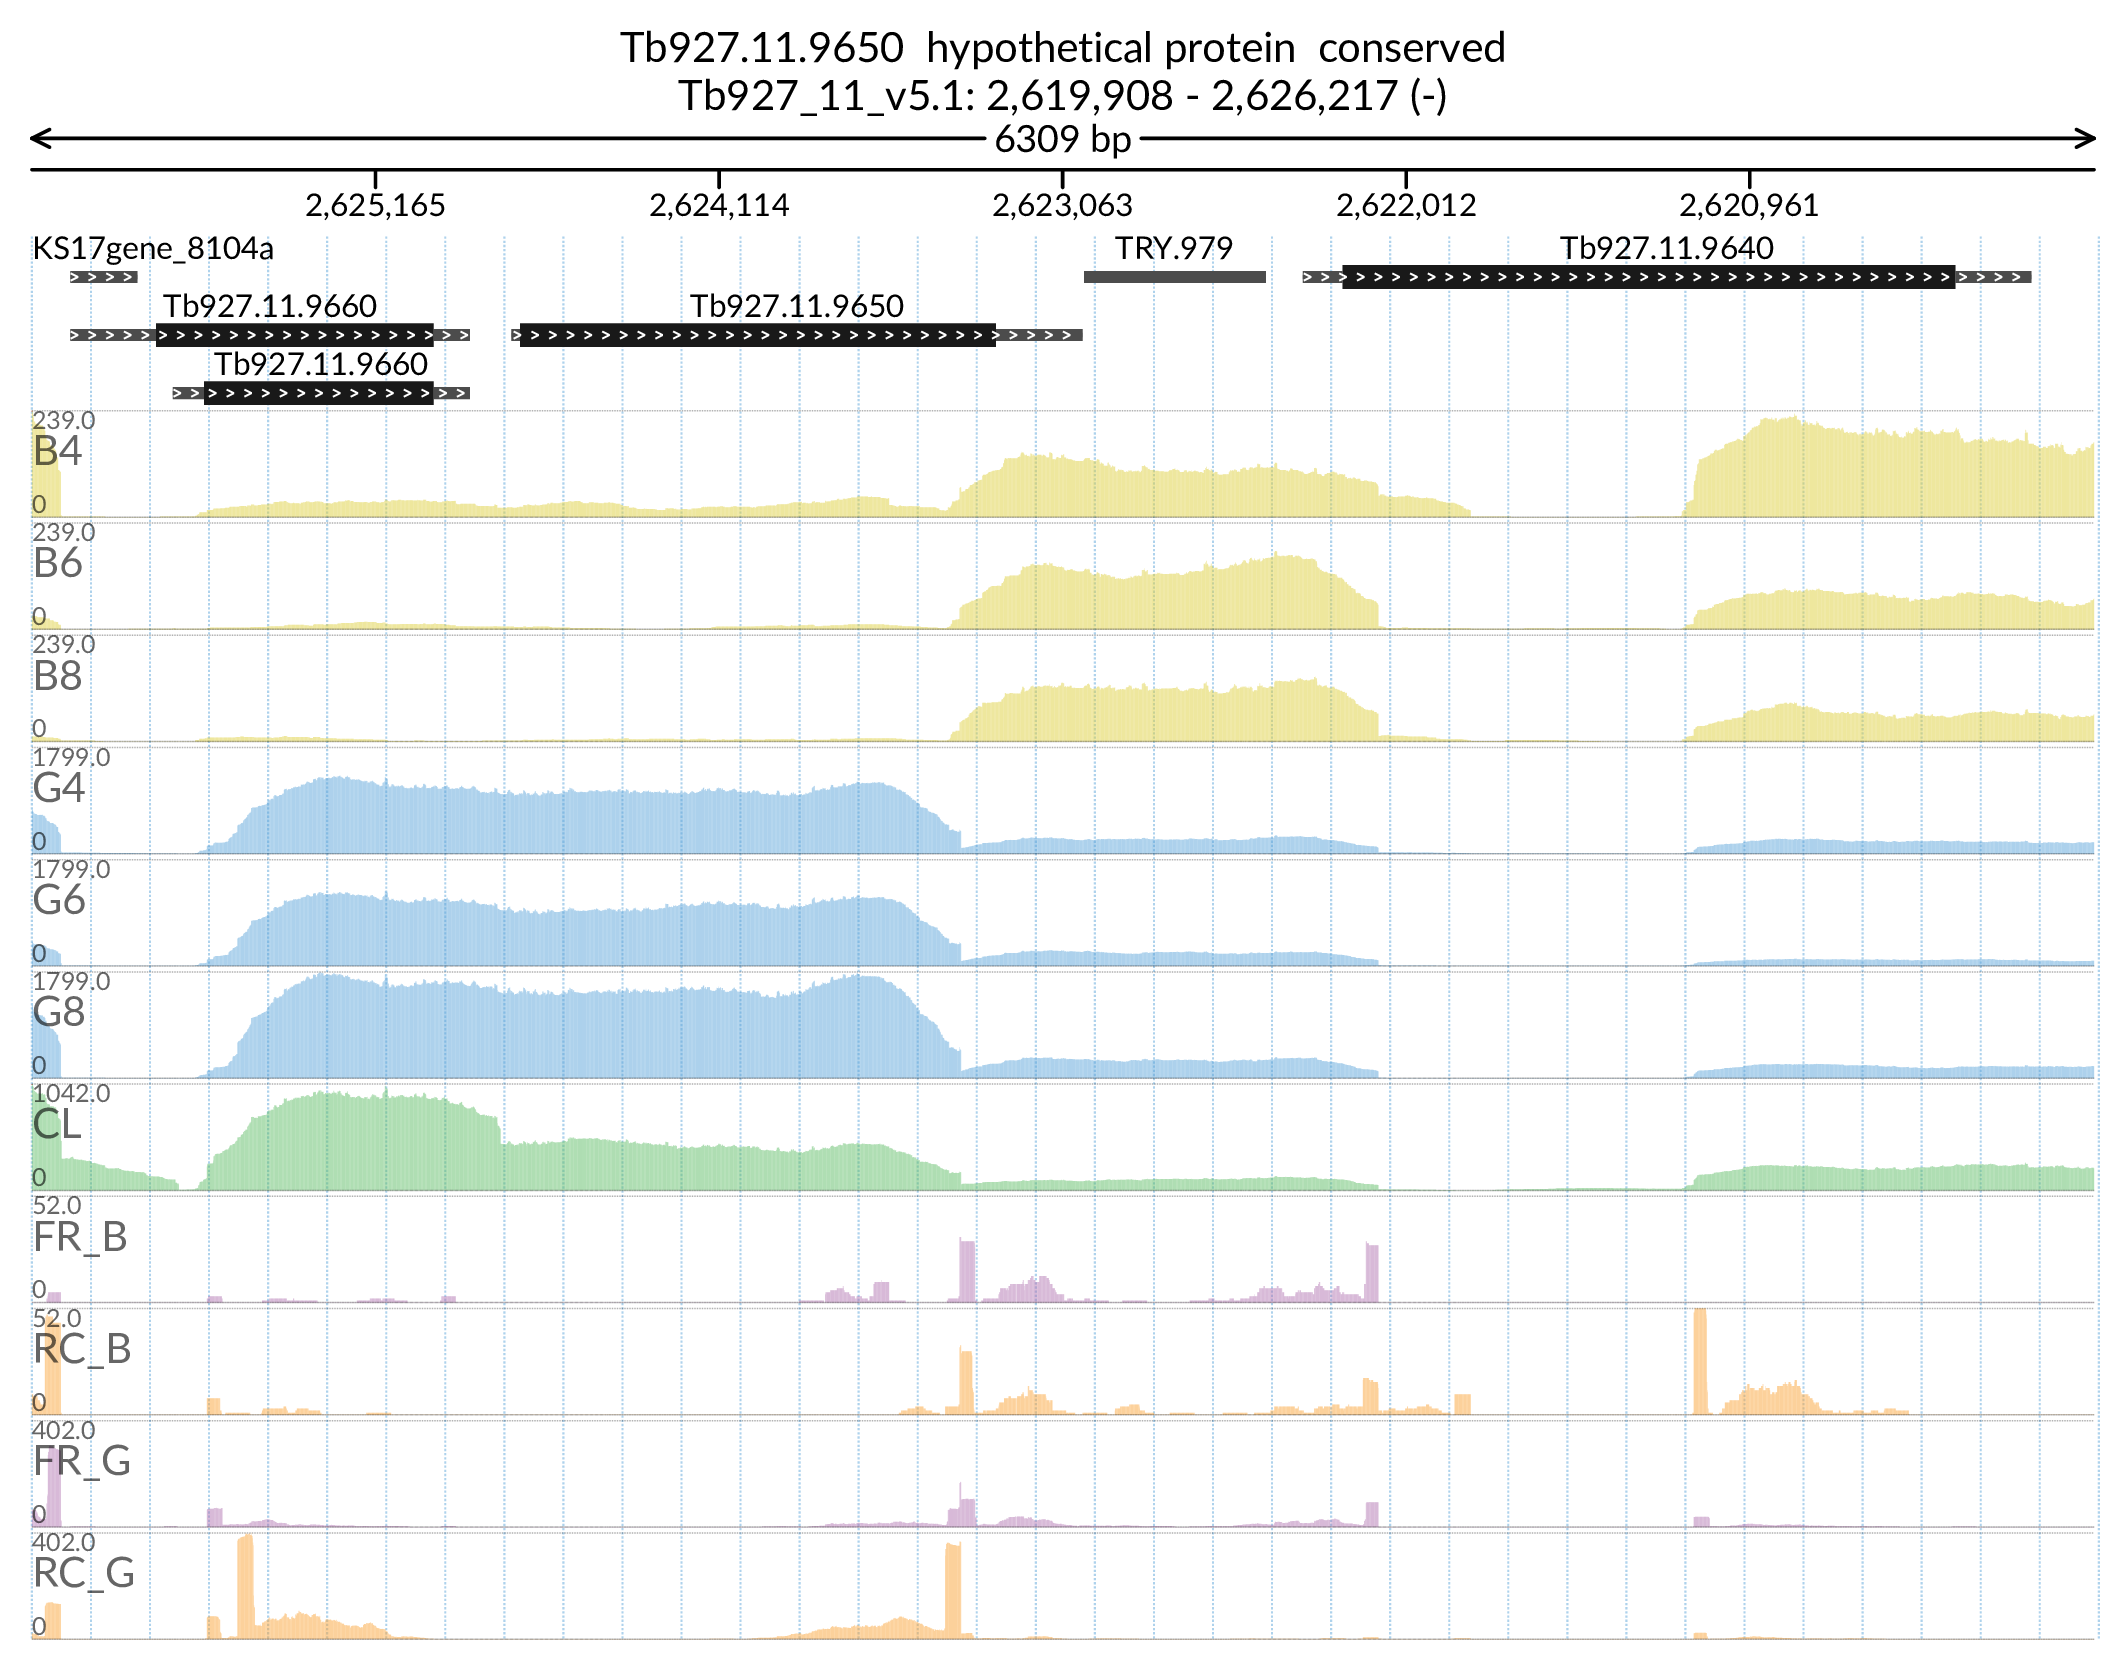 Tb927.11.9650  hypothetical protein  conserved
Tb927_11_v5.1: 2,619,908 - 2,626,217 (-)
6309 bp
2,625,165 2,624,114 2,623,063 2,622,012 2,620,961
KS17gene_8104a TRY.979 Tb927.11.9640
Tb927.11.9660 Tb927.11.9650
Tb927.11.9660
239.0
B4
0
239.0
B6
0
239.0
B8
0
1799.0
G4
0
1799.0
G6
0
1799.0
G8
0
1042.0
CL
0
52.0
FR_B
0
52.0
RC_B
0
402.0
FR_G
0
402.0
RC_G
0